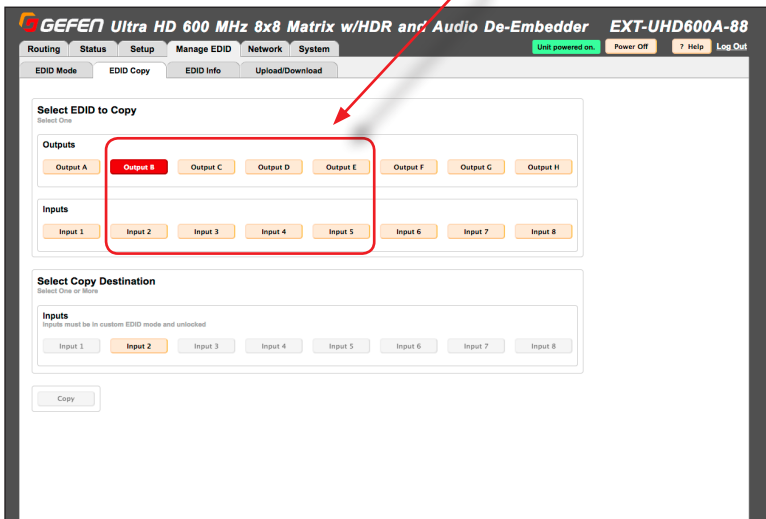 GEFEN Ultra HD 600 MHz 8x8 Matrix w/HDR and Audio De-Embedder EXT-UHD600A-88
Routing Status Setup Manage EDID Network System Unit powered on. Power Off ? Help Log Out
EDID Mode EDID Copy EDID Info Upload/Download
Select EDID to Copy
Select One
Outputs
Output A Output B Output C Output D Output E Output F Output G Output H
Inputs
Input 1 Input 2 Input 3 Input 4 Input 5 Input 6 Input 7 Input 8
Select Copy Destination
Select One or More
Inputs
Inputs must be in custom EDID mode and unlocked
Input 1 Input 2 Input 3 Input 4 Input 5 Input 6 Input 7 Input 8
Copy